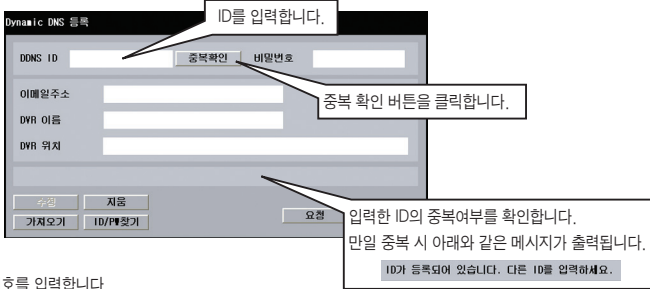 ID를 입력합니다.
Dynamic DNS 등록
DDNS ID 중복확인 비밀번호
중복 확인 버튼을 클릭합니다.
이메일주소
DVR 이름
DVR 위치
수정 지움
가져오기 ID/PW찾기 요청
입력한 ID의 중복여부를 확인합니다.
만일 중복 시 아래와 같은 메시지가 출력됩니다.
ID가 등록되어 있습니다. 다른 ID를 입력하세요.
호를 입력합니다